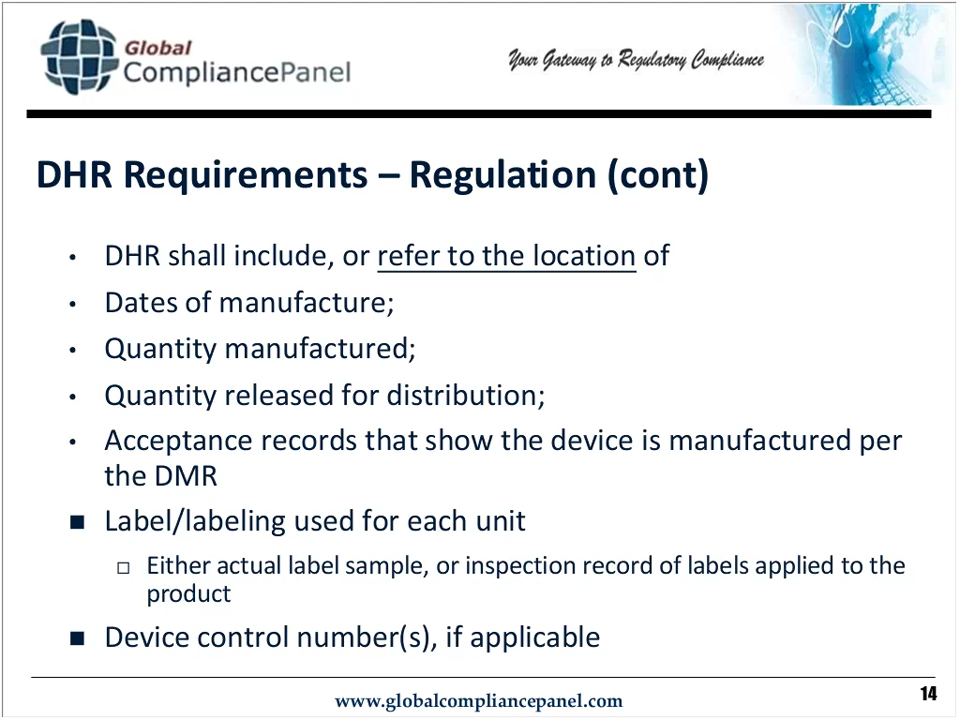 Global
CompliancePanel
Your Gateway to Regulatory Compliance
DHR Requirements – Regulation (cont)
• DHR shall include, or refer to the location of
• Dates of manufacture;
• Quantity manufactured;
• Quantity released for distribution;
• Acceptance records that show the device is manufactured per
the DMR
■ Label/labeling used for each unit
□ Either actual label sample, or inspection record of labels applied to the
product
■ Device control number(s), if applicable
www.globalcompliancepanel.com
14